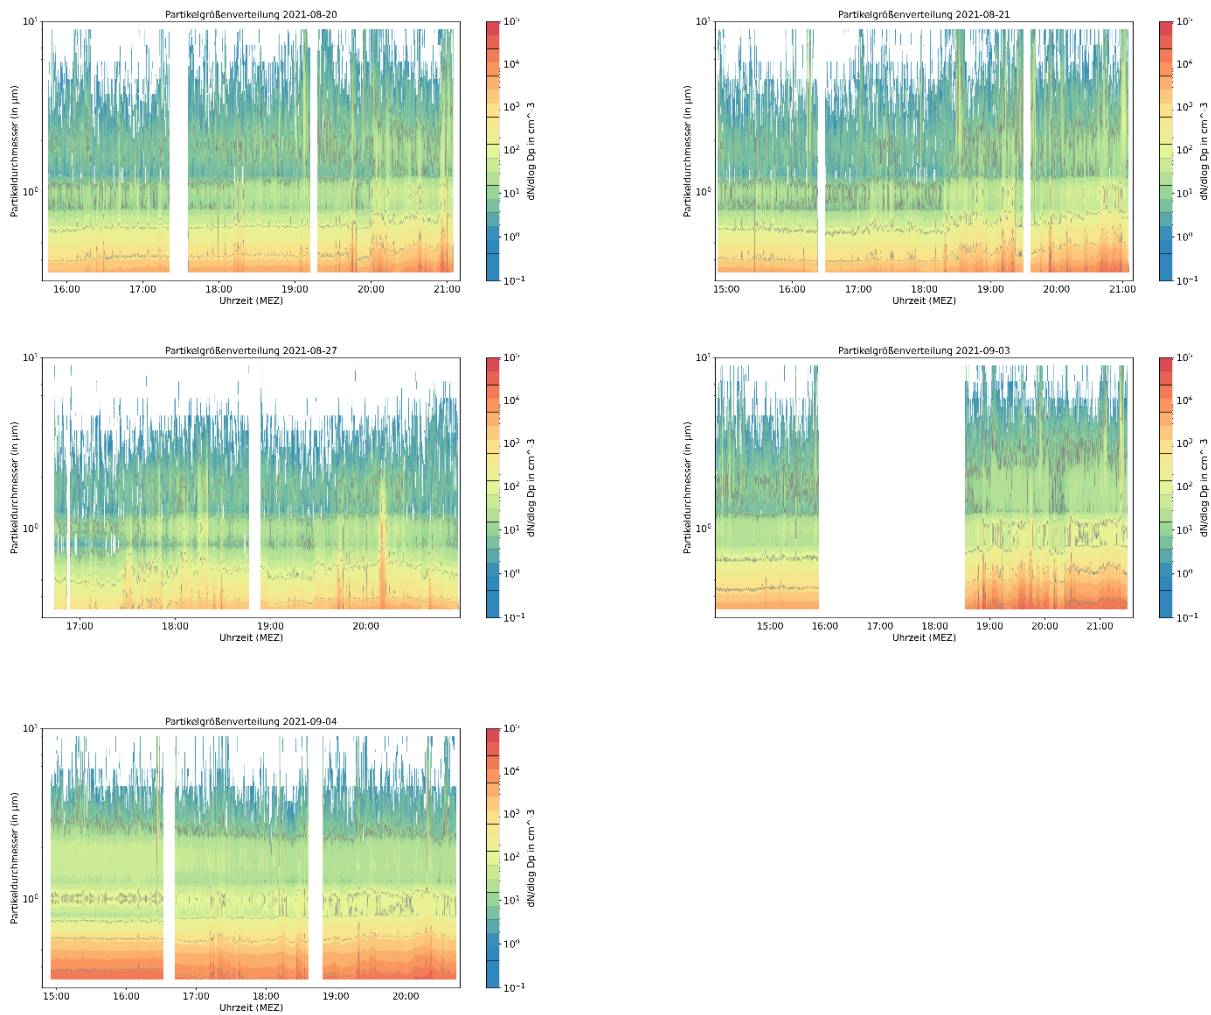 Partikelgrößenverteilung 2021-08-20
Partikeldurchmesser (in µm)
10¹
10⁰
16:00 17:00 18:00 19:00 20:00 21:00
Uhrzeit (MEZ)
10⁵
10⁴
10³
10²
10¹
10⁰
10⁻¹
dN/dlog Dp in cm^-3
Partikelgrößenverteilung 2021-08-21
Partikeldurchmesser (in µm)
10¹
10⁰
15:00 16:00 17:00 18:00 19:00 20:00 21:00
Uhrzeit (MEZ)
10⁵
10⁴
10³
10²
10¹
10⁰
10⁻¹
dN/dlog Dp in cm^-3
Partikelgrößenverteilung 2021-08-27
Partikeldurchmesser (in µm)
10¹
10⁰
17:00 18:00 19:00 20:00
Uhrzeit (MEZ)
10⁵
10⁴
10³
10²
10¹
10⁰
10⁻¹
dN/dlog Dp in cm^-3
Partikelgrößenverteilung 2021-09-03
Partikeldurchmesser (in µm)
10¹
10⁰
15:00 16:00 17:00 18:00 19:00 20:00 21:00
Uhrzeit (MEZ)
10⁵
10⁴
10³
10²
10¹
10⁰
10⁻¹
dN/dlog Dp in cm^-3
Partikelgrößenverteilung 2021-09-04
Partikeldurchmesser (in µm)
10¹
10⁰
15:00 16:00 17:00 18:00 19:00 20:00
Uhrzeit (MEZ)
10⁵
10⁴
10³
10²
10¹
10⁰
10⁻¹
dN/dlog Dp in cm^-3